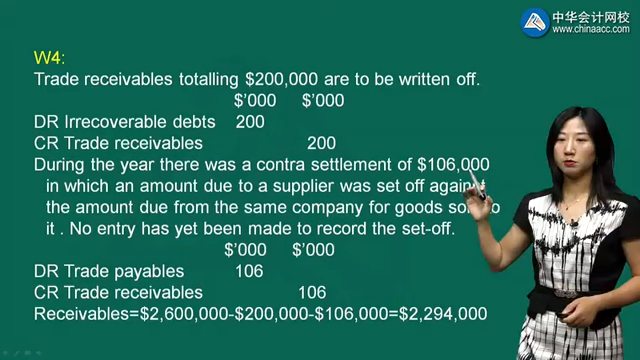 中华会计网校
www.chinaacc.com
W4:
Trade receivables totalling $200,000 are to be written off.
$'000 $'000
DR Irrecoverable debts 200
CR Trade receivables 200
During the year there was a contra settlement of $106,000
in which an amount due to a supplier was set off against
the amount due from the same company for goods to
it . No entry has yet been made to record the set-off.
$'000 $'000
DR Trade payables 106
CR Trade receivables 106
Receivables=$2,600,000-$200,000-$106,000=$2,294,000